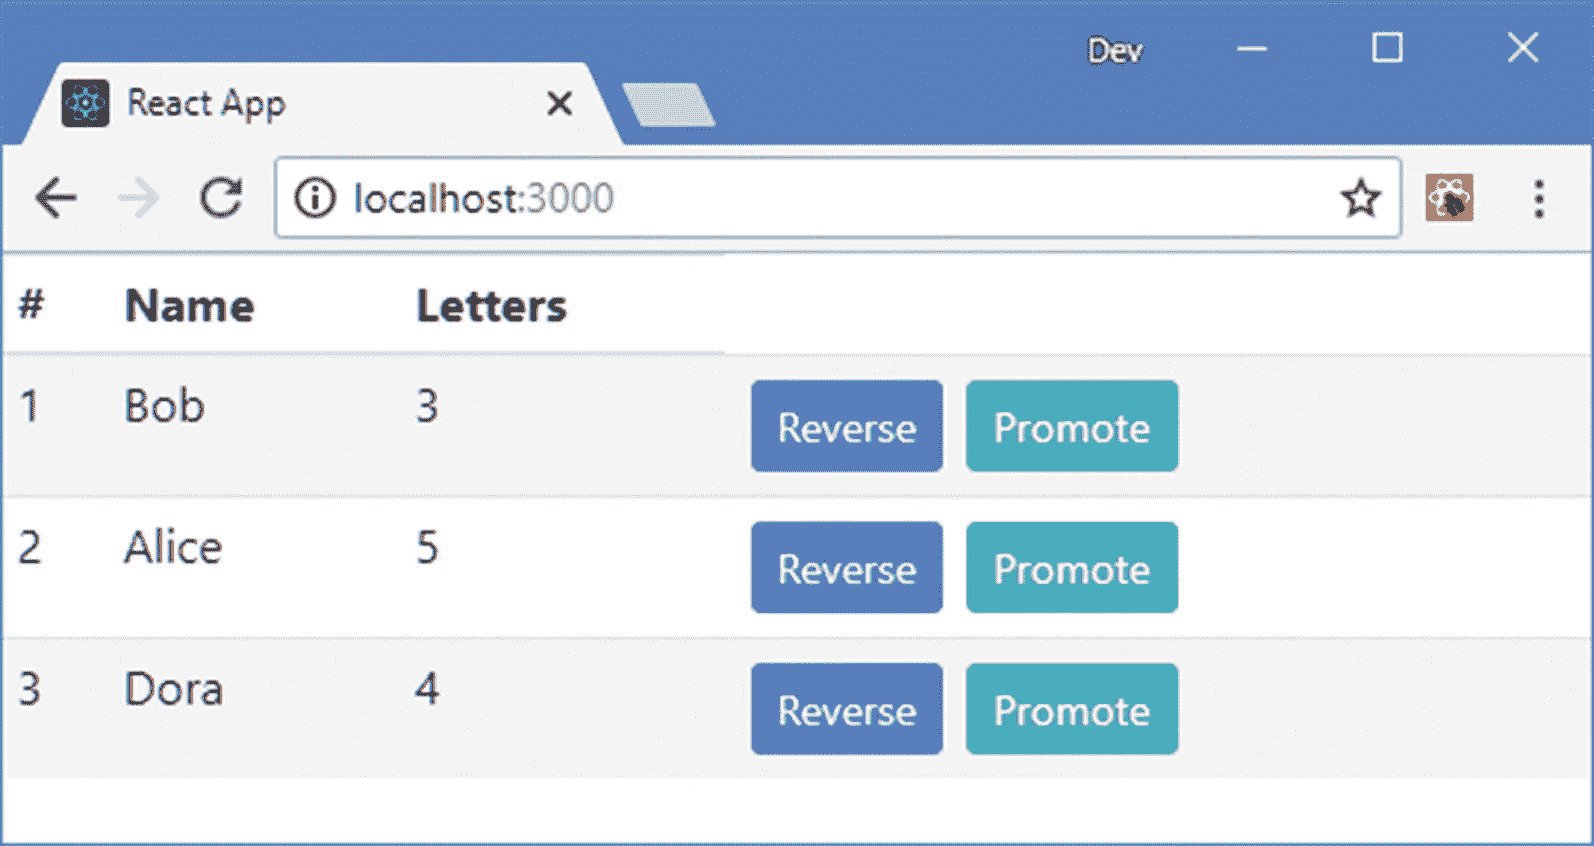 Dev
React App
localhost:3000
# Name Letters
1 Bob 3 Reverse Promote
2 Alice 5 Reverse Promote
3 Dora 4 Reverse Promote